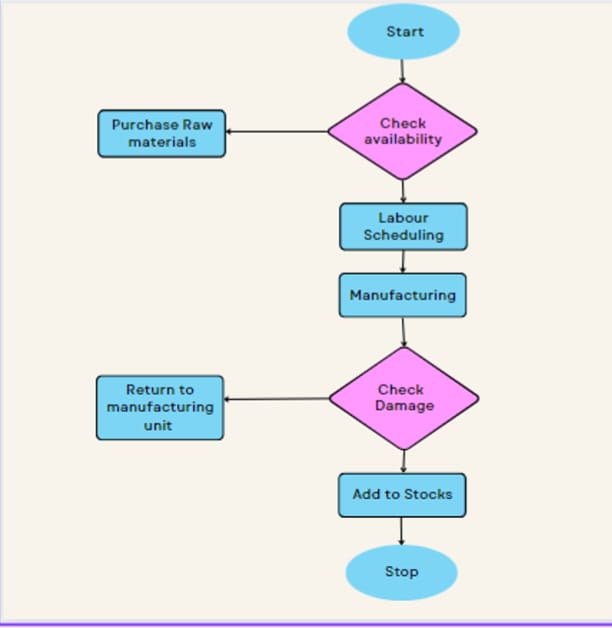 Start
Check
availability
Purchase Raw
materials
Labour
Scheduling
Manufacturing
Check
Damage
Return to
manufacturing
unit
Add to Stocks
Stop